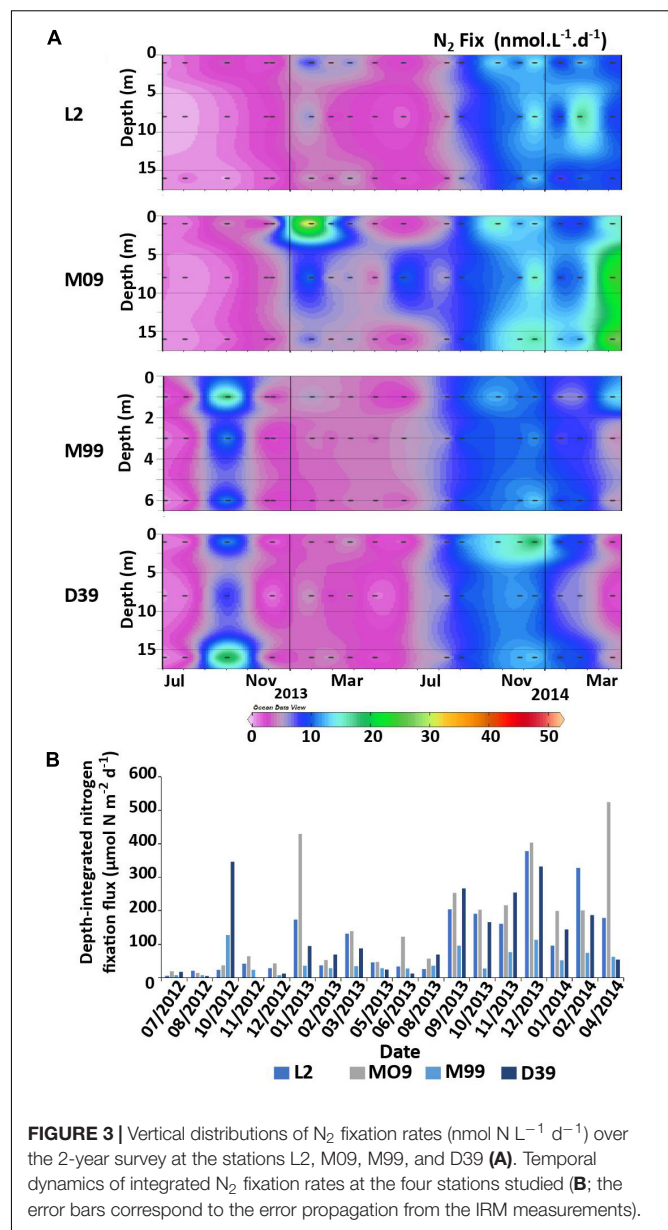 A
N₂ Fix (nmol.L⁻¹.d⁻¹)
L2
Depth (m)
0
5
10
15
M09
Depth (m)
0
5
10
15
M99
Depth (m)
0
2
4
6
D39
Depth (m)
0
5
10
15
Jul Nov Mar Jul Nov Mar
2013 2014
Ocean Data View
0 10 20 30 40 50
B
Depth-integrated nitrogen
fixation flux (µmol N m⁻² d⁻¹)
600
500
400
300
200
100
0
07/2012 08/2012 10/2012 11/2012 12/2012 01/2013 02/2013 03/2013 05/2013 06/2013 08/2013 09/2013 10/2013 11/2013 12/2013 01/2014 02/2014 04/2014
Date
L2 MO9 M99 D39
FIGURE 3 | Vertical distributions of N₂ fixation rates (nmol N L⁻¹ d⁻¹) over
the 2-year survey at the stations L2, M09, M99, and D39 (A). Temporal
dynamics of integrated N₂ fixation rates at the four stations studied (B; the
error bars correspond to the error propagation from the IRM measurements).